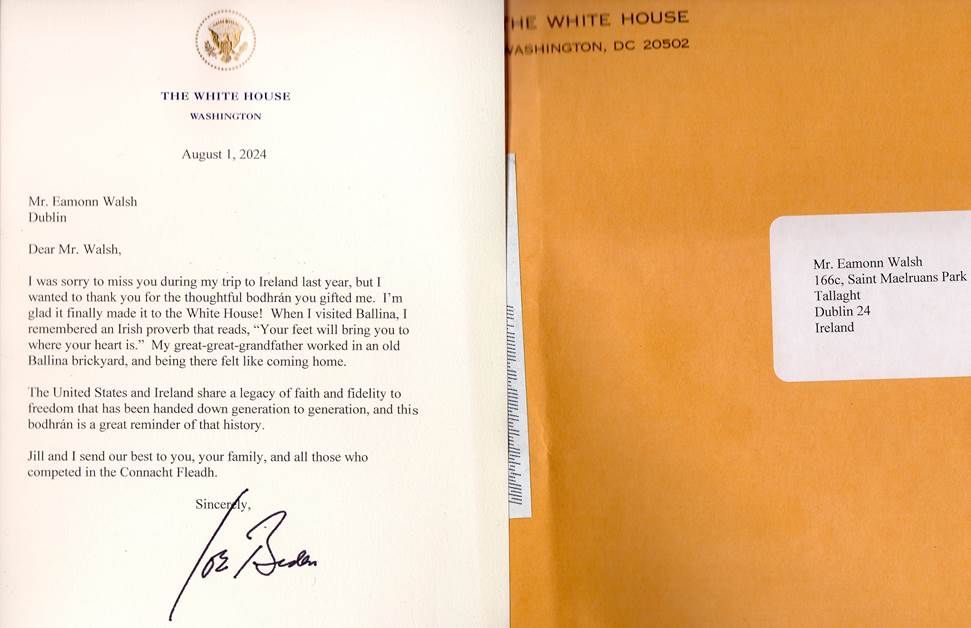 THE WHITE HOUSE
WASHINGTON
August 1, 2024
Mr. Eamonn Walsh
Dublin
Dear Mr. Walsh,
I was sorry to miss you during my trip to Ireland last year, but I
wanted to thank you for the thoughtful bodhrán you gifted me. I'm
glad it finally made it to the White House! When I visited Ballina, I
remembered an Irish proverb that reads, “Your feet will bring you to
where your heart is.” My great-great-grandfather worked in an old
Ballina brickyard, and being there felt like coming home.
The United States and Ireland share a legacy of faith and fidelity to
freedom that has been handed down generation to generation, and this
bodhrán is a great reminder of that history.
Jill and I send our best to you, your family, and all those who
competed in the Connacht Fleadh.
Sincerely,
Joe Biden
THE WHITE HOUSE
WASHINGTON, DC 20502
Mr. Eamonn Walsh
166c, Saint Maelruans Park
Tallaght
Dublin 24
Ireland